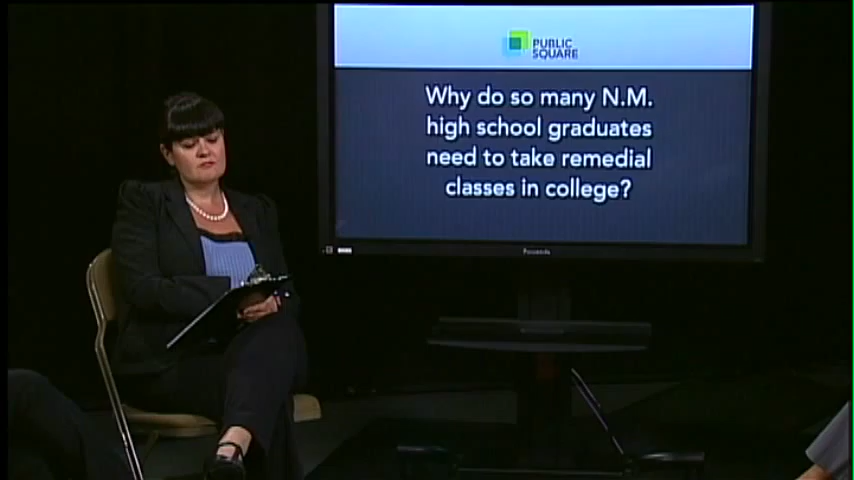 PUBLIC
SQUARE
Why do so many N.M.
high school graduates
need to take remedial
classes in college?